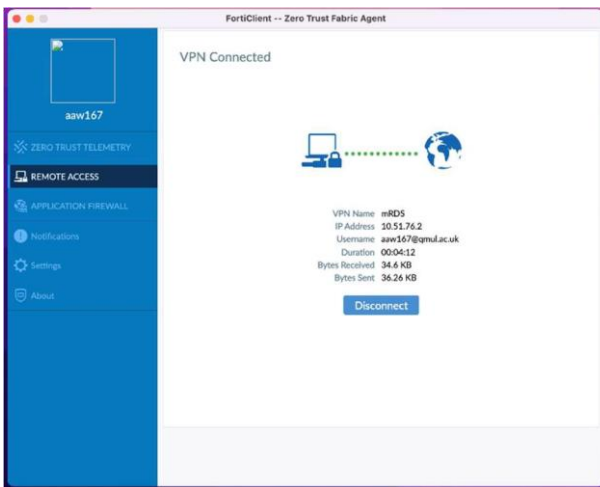 FortiClient -- Zero Trust Fabric Agent
aaw167
ZERO TRUST TELEMETRY
REMOTE ACCESS
APPLICATION FIREWALL
Notifications
Settings
About
VPN Connected
VPN Name mRDS
IP Address 10.51.76.2
Username aaw167@qmul.ac.uk
Duration 00:04:12
Bytes Received 34.6 KB
Bytes Sent 36.26 KB
Disconnect